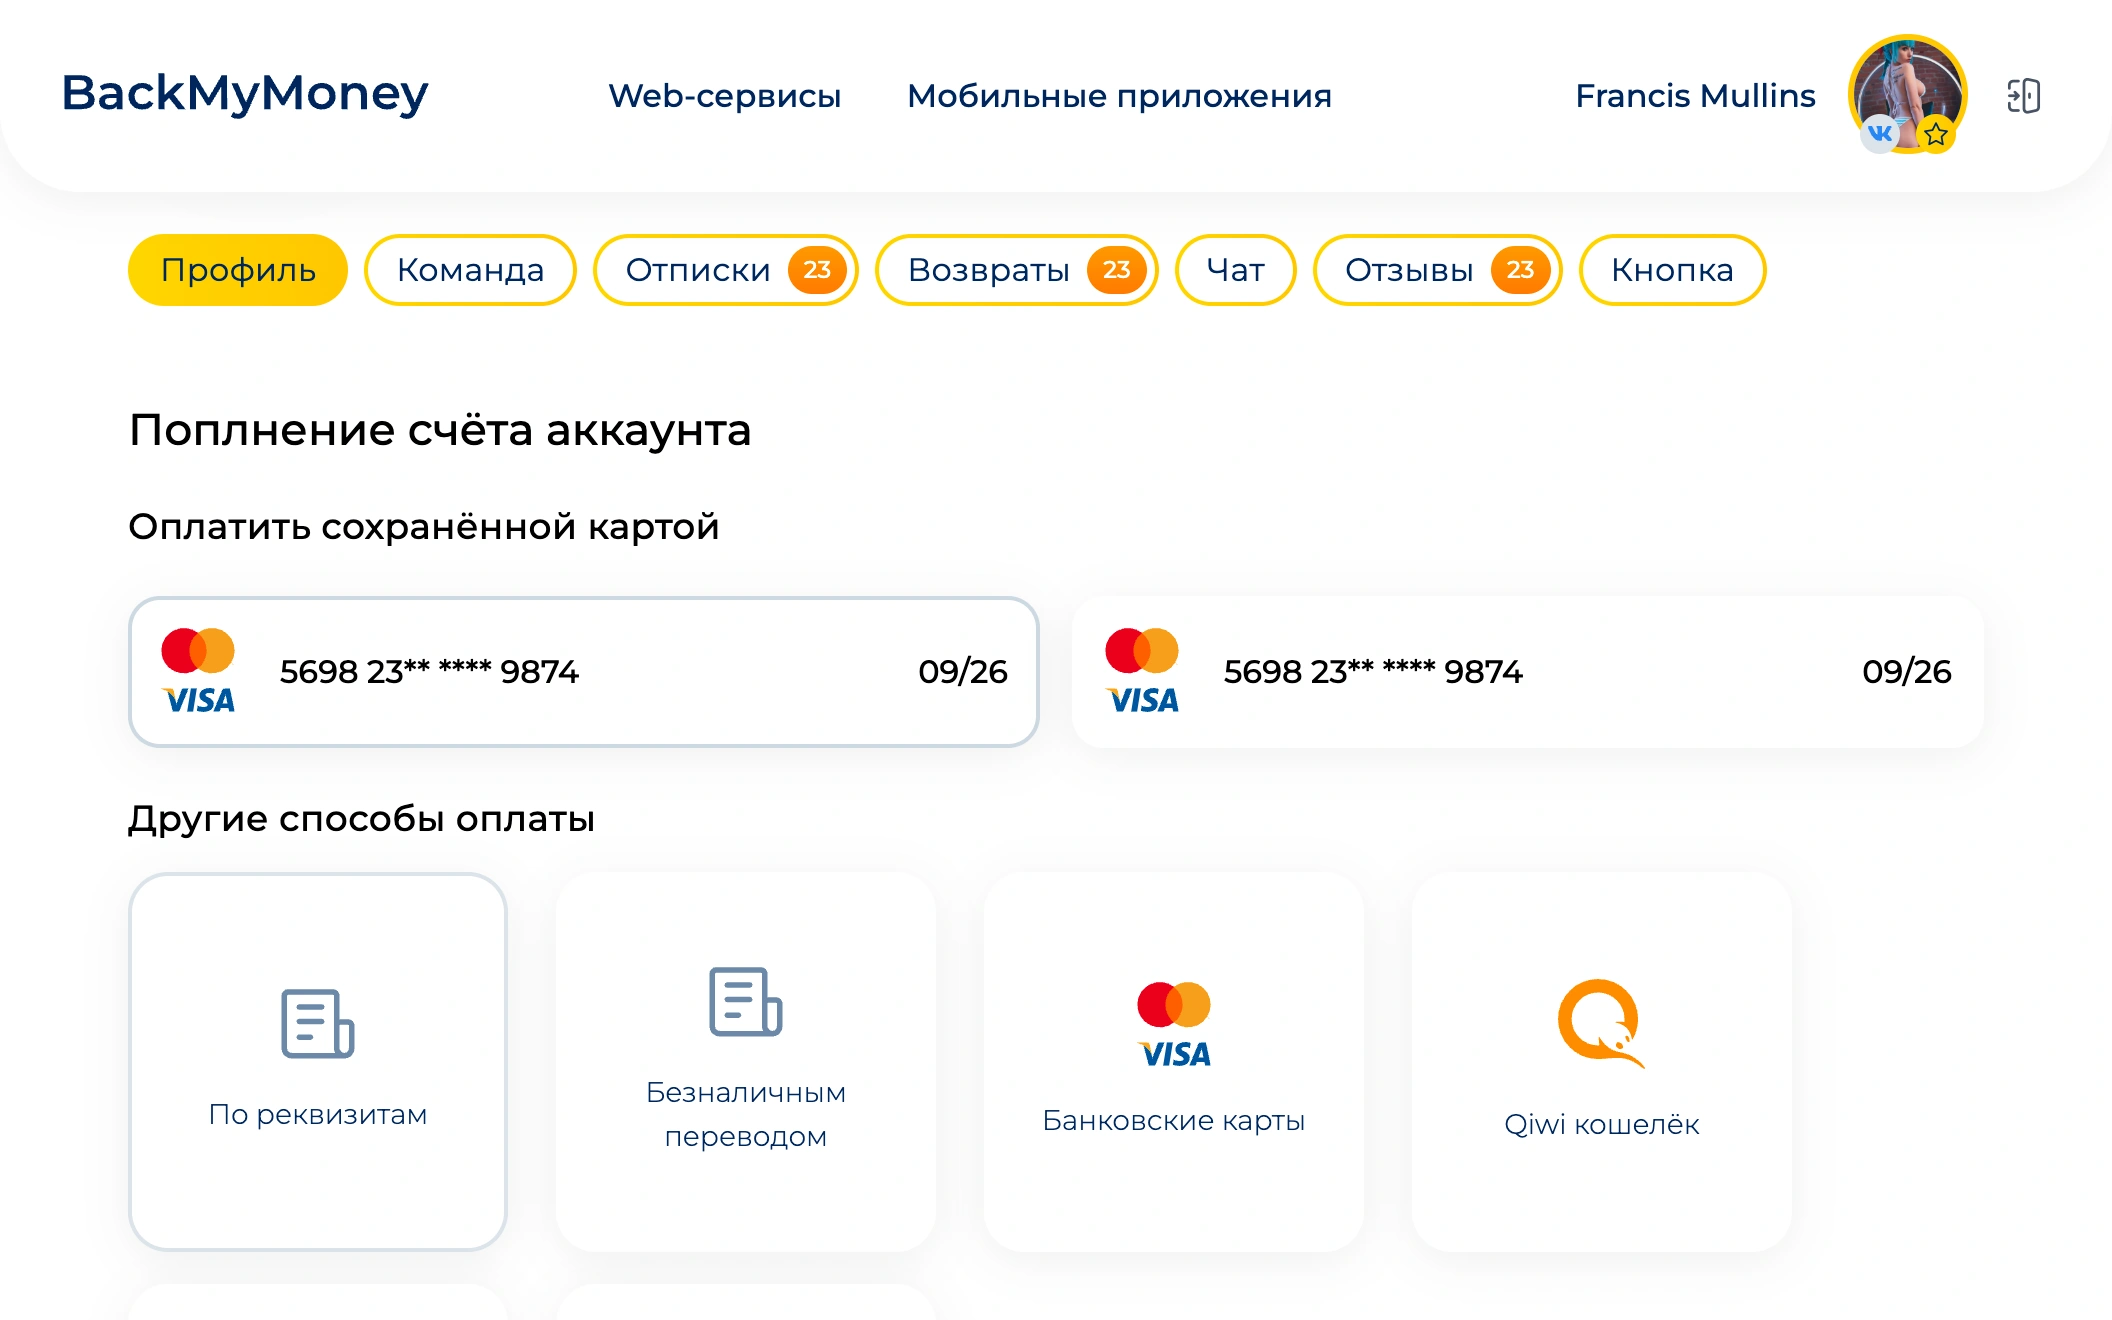 BackMyMoney
Web-сервисы
Мобильные приложения
Francis Mullins
Профиль
Команда
Отписки 23
Возвраты 23
Чат
Отзывы 23
Кнопка
Поплнение счёта аккаунта
Оплатить сохранённой картой
VISA
5698 23** **** 9874
09/26
VISA
5698 23** **** 9874
09/26
Другие способы оплаты
По реквизитам
Безналичным
переводом
VISA
Банковские карты
Qiwi кошелёк